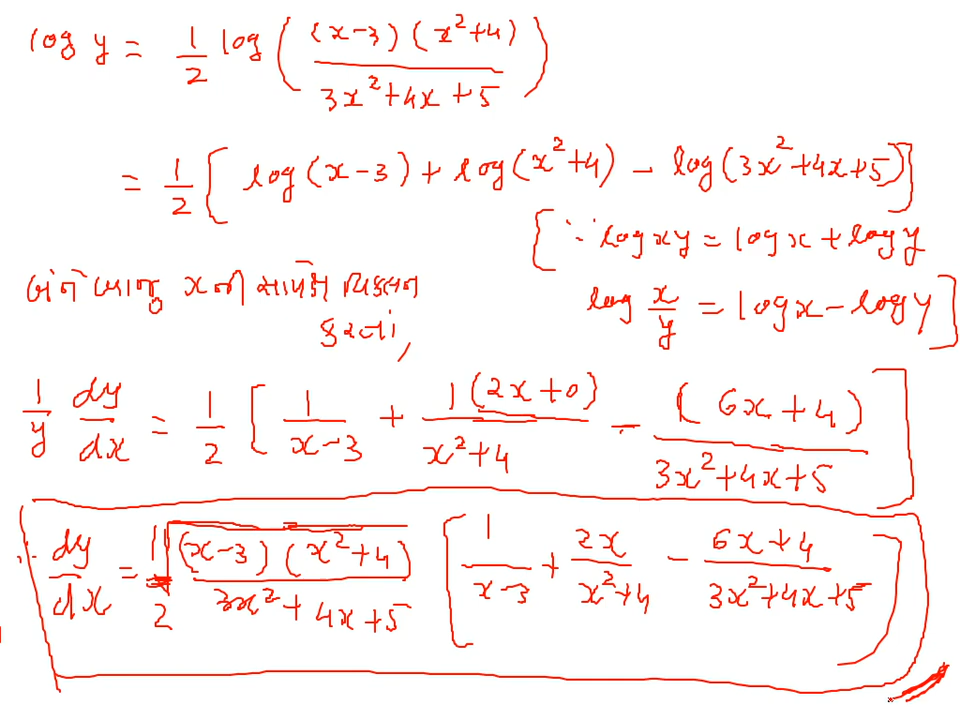 log y = 1/2 log ( (x-3)(x²+4) / 3x²+4x+5 )
= 1/2 [ log(x-3) + log(x²+4) - log(3x²+4x+5) ]
[ ∵ log xy = log x + log y
log x/y = log x - log y ]
બંને બાજુ x ની સાપેક્ષે વિકલન
કરતાં,
1/y dy/dx = 1/2 [ 1/(x-3) + 1(2x+0)/(x²+4) - (6x+4)/(3x²+4x+5) ]
∴ dy/dx = 1/2 √( (x-3)(x²+4) / 3x²+4x+5 ) [ 1/(x-3) + 2x/(x²+4) - (6x+4)/(3x²+4x+5) ]